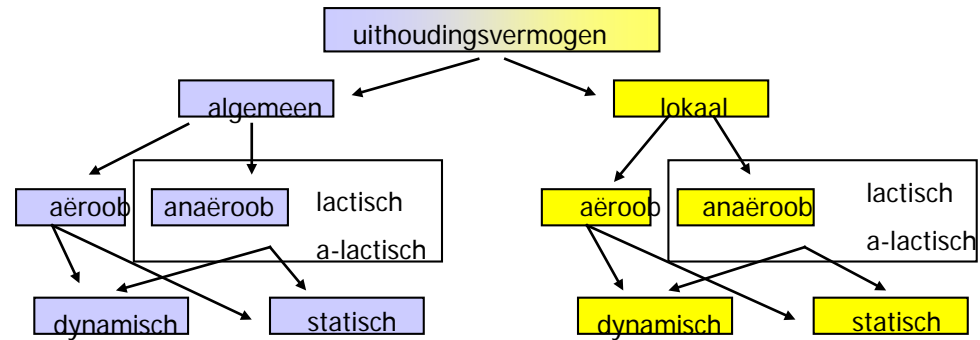 uithoudingsvermogen
algemeen
lokaal
aëroob
anaëroob
lactisch
a-lactisch
aëroob
anaëroob
lactisch
a-lactisch
dynamisch
statisch
dynamisch
statisch